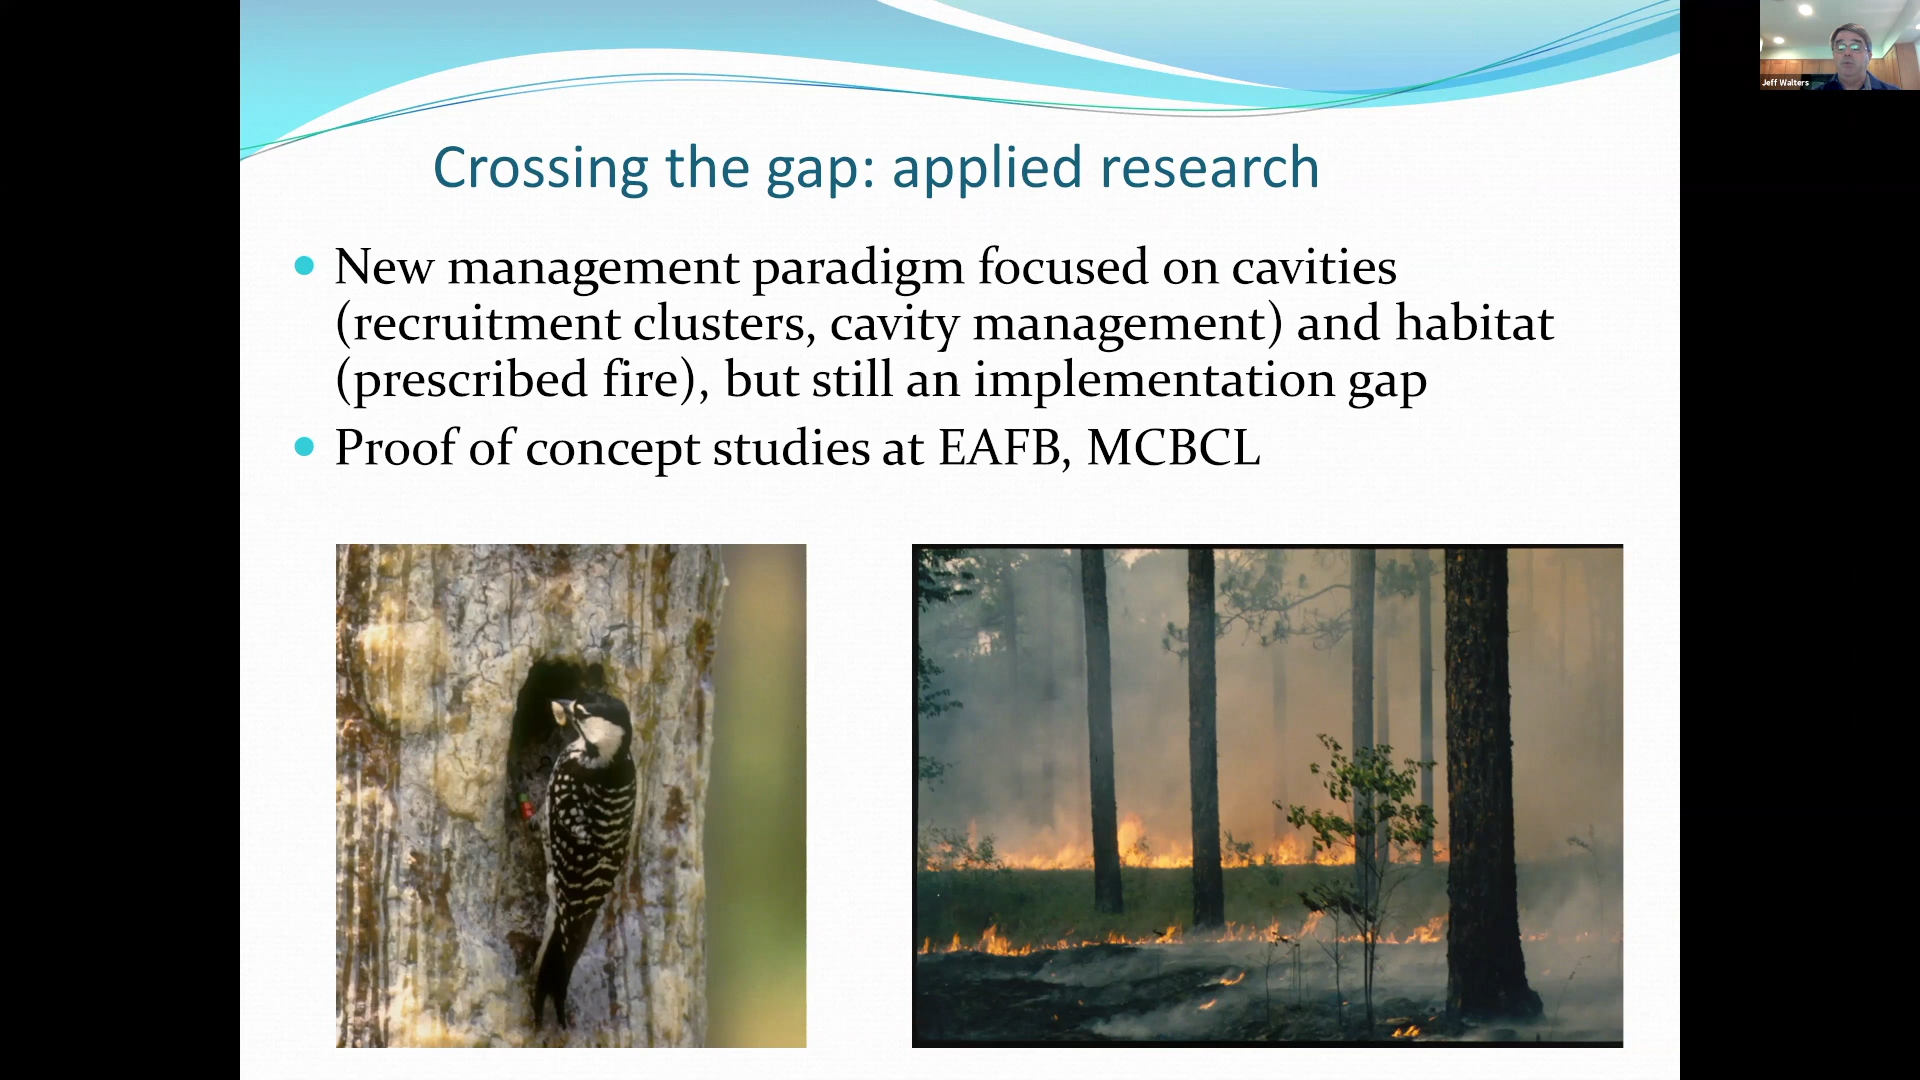 Jeff Walters
Crossing the gap: applied research
• New management paradigm focused on cavities
(recruitment clusters, cavity management) and habitat
(prescribed fire), but still an implementation gap
• Proof of concept studies at EAFB, MCBCL